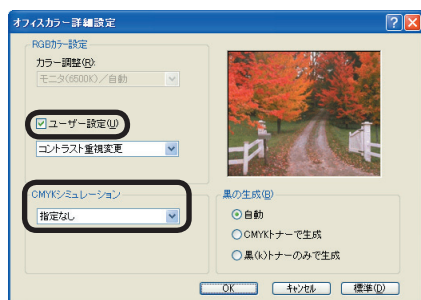 オフィスカラー詳細設定
RGBカラー設定
カラー調整(R):
モニタ(6500K)／自動
ユーザー設定(U)
コントラスト重視変更
CMYKシミュレーション
指定なし
黒の生成(B)
自動
CMYKトナーで生成
黒(k)トナーのみで生成
OK キャンセル 標準(D)